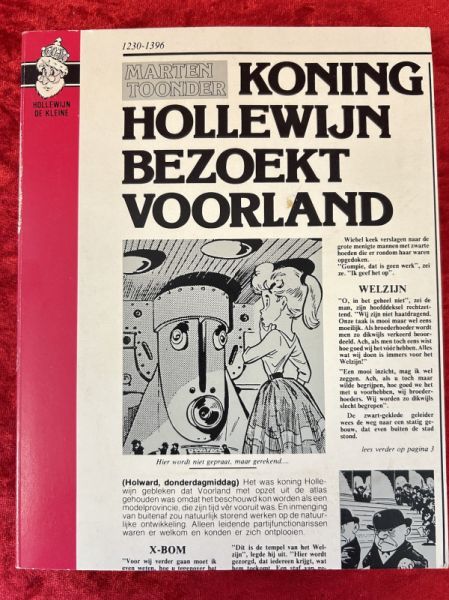 HOLLEWIJN
DE KLEINE
1230-1396
MARTEN
TOONDER
KONING
HOLLEWIJN
BEZOEKT
VOORLAND
Hier wordt niet gepraat, maar gerekend....
(Holward, donderdagmiddag) Het was koning Holle-
wijn gebleken dat Voorland met opzet uit de atlas
gehouden was omdat het beschouwd kon worden als een
modelprovincie, die zijn tijd vèr vooruit was. En inmenging
van buitenaf zou natuurlijk storend werken op de natuur-
lijke ontwikkeling. Alleen leidende partijfunctionarissen
waren er welkom en konden er zich ontplooien.
X-BOM
"Voor wij verder gaan moet ik
Wiebel keek verslagen naar de
grote menigte mannen met zwarte
hoeden die er rondom haar waren
opgedoken.
"Gumpie, dat is geen werk", zei
ze. "Ik geef het op".
WELZIJN
"O, in het geheel niet", zei de
man, zijn hoofddeksel rechtzet-
tend. "Wij zijn niet haatdragend.
Onze taak is mooi maar wel eens
moeilijk. Als broederhoeder wordt
men zo dikwijls verkeerd beoor-
deeld. Ach, als men toch eens wist
hoe goed wij het vóór hebben. Alles
wat wij doen is immers voor het
Welzijn!"
"Een mooi inzicht, mag ik wel
zeggen. Ach, als u toch maar
wilde begrijpen, hoe goed we het
met u voorhebben, wij broeder-
hoeders. Wij worden zo dikwijls
slecht begrepen".
De zwart-geklede geleider
wees de weg naar een statig ge-
bouw, dat even buiten de stad
stond.
lees verder op pagina 3
"Dit is de tempel van het Wel-
zijn", legde hij uit. "Hier wordt
gezorgd, dat iedereen krijgt, wat